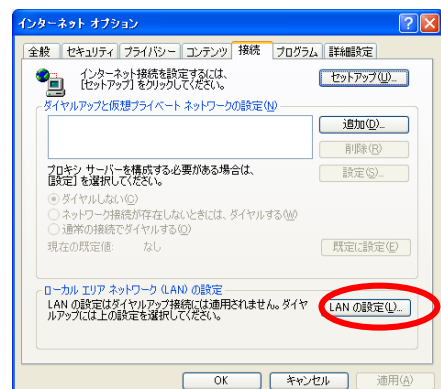 インターネット オプション
全般 セキュリティ プライバシー コンテンツ 接続 プログラム 詳細設定
インターネット接続を設定するには、
[セットアップ] をクリックしてください。
セットアップ(U)...
ダイヤルアップと仮想プライベート ネットワークの設定(N)
追加(D)...
削除(R)
プロキシ サーバーを構成する必要がある場合は、
[設定] を選択してください。
設定(S)...
ダイヤルしない(C)
ネットワーク接続が存在しないときには、ダイヤルする(W)
通常の接続でダイヤルする(O)
現在の既定値: なし
既定に設定(E)
ローカル エリア ネットワーク (LAN) の設定
LAN の設定はダイヤルアップ接続には適用されません。ダイヤ
ルアップには上の設定を選択してください。
LAN の設定(L)...
OK キャンセル 適用(A)